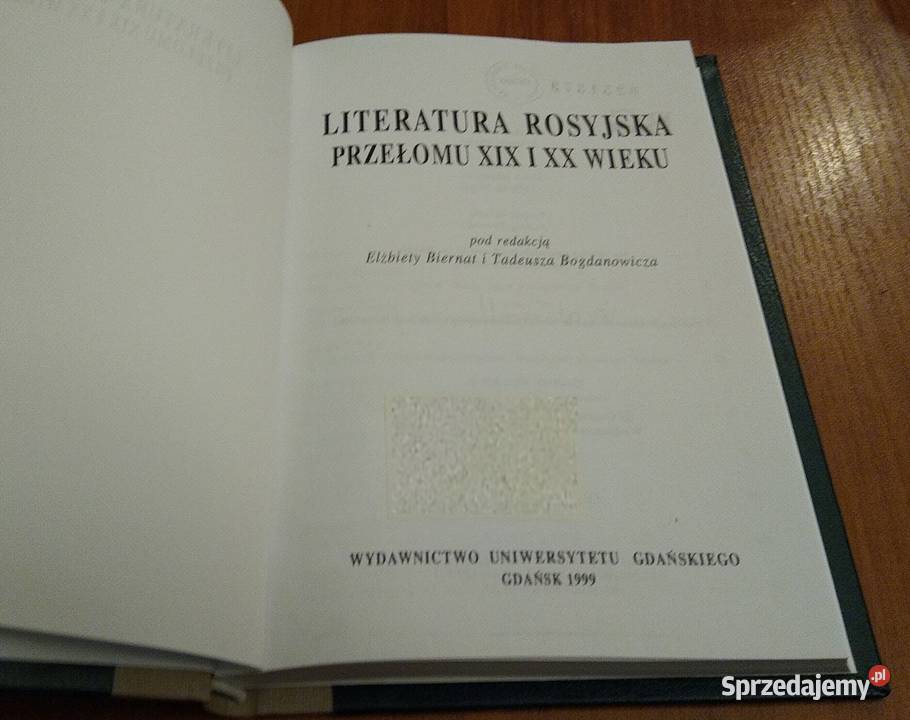 LITERATURA ROSYJSKA
PRZEŁOMU XIX I XX WIEKU
pod redakcją
Elżbiety Biernat i Tadeusza Bogdanowicza
WYDAWNICTWO UNIWERSYTETU GDAŃSKIEGO
GDAŃSK 1999
Sprzedajemy.pl